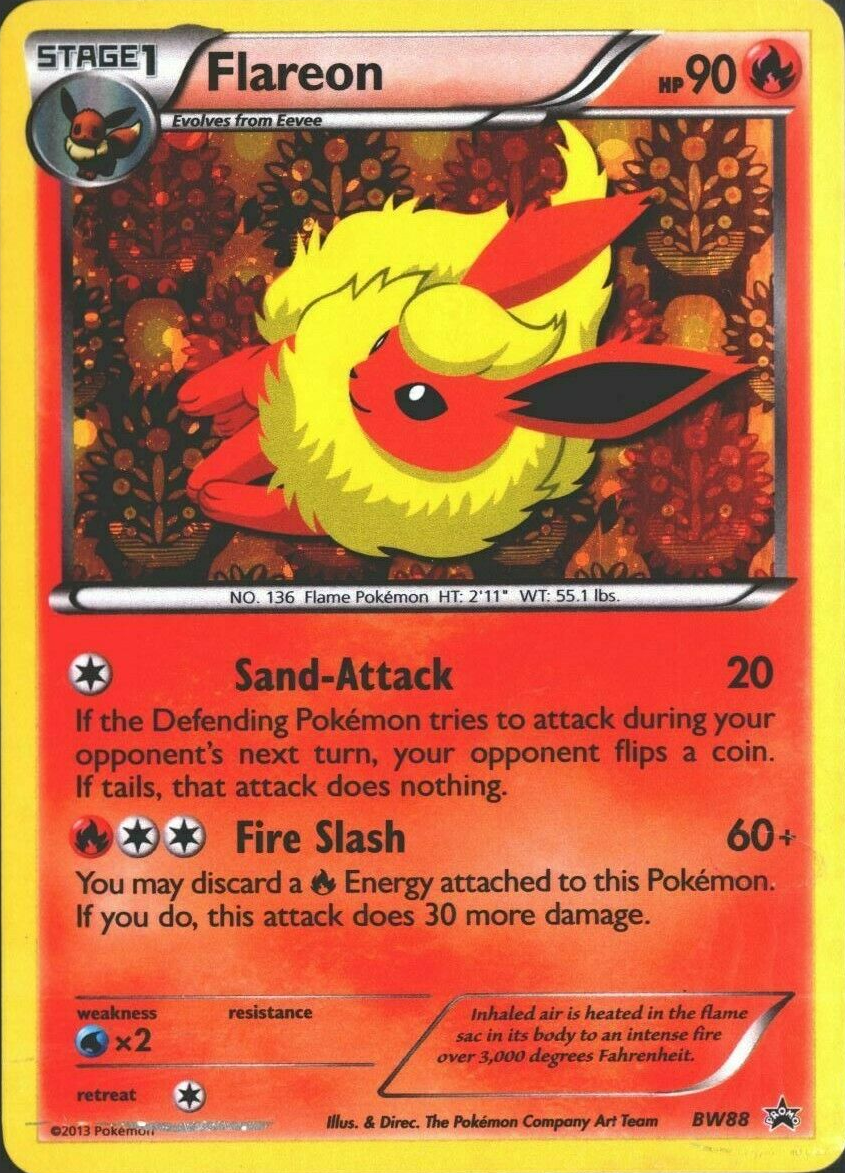 STAGE1
Flareon
HP 90
Evolves from Eevee
NO. 136 Flame Pokémon HT: 2'11" WT: 55.1 lbs.
Sand-Attack 20
If the Defending Pokémon tries to attack during your
opponent's next turn, your opponent flips a coin.
If tails, that attack does nothing.
Fire Slash 60+
You may discard a Energy attached to this Pokémon.
If you do, this attack does 30 more damage.
weakness resistance
×2
Inhaled air is heated in the flame
sac in its body to an intense fire
over 3,000 degrees Fahrenheit.
retreat
Illus. & Direc. The Pokémon Company Art Team BW88 PROMO
©2013 Pokémon